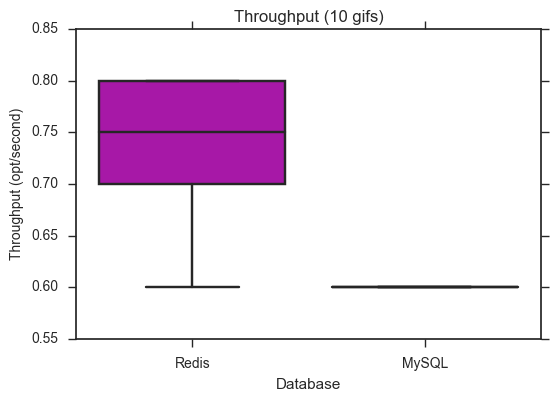 Throughput (10 gifs)
0.85
0.80
0.75
0.70
0.65
0.60
0.55
Throughput (opt/second)
Redis
MySQL
Database